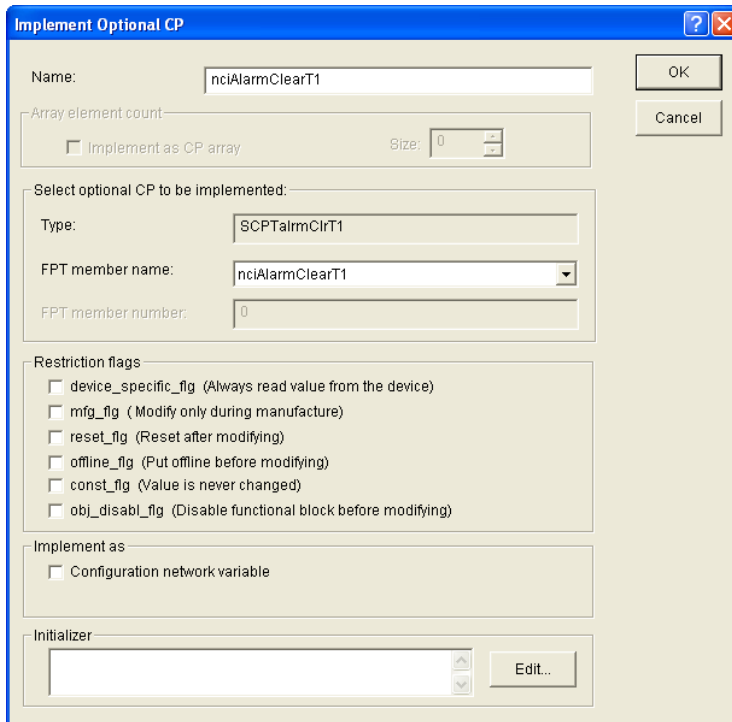 Implement Optional CP
Name: nciAlarmClearT1
OK
Array element count
Cancel
Implement as CP array Size: 0
Select optional CP to be implemented:
Type: SCPTalrmClrT1
FPT member name: nciAlarmClearT1
FPT member number: 0
Restriction flags
device_specific_flg (Always read value from the device)
mfg_flg ( Modify only during manufacture)
reset_flg (Reset after modifying)
offline_flg (Put offline before modifying)
const_flg (Value is never changed)
obj_disabl_flg (Disable functional block before modifying)
Implement as
Configuration network variable
Initializer
Edit...